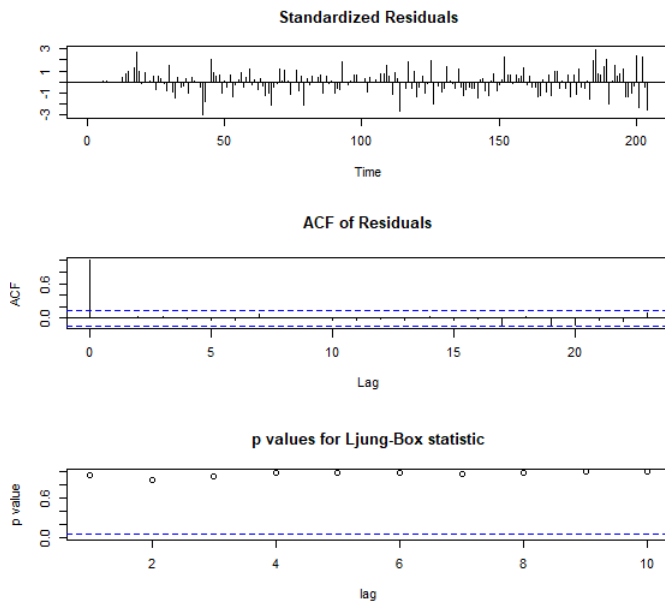 Standardized Residuals
3
1
-1
-3
0 50 100 150 200
Time
ACF of Residuals
ACF
0.6
0.0
0 5 10 15 20
Lag
p values for Ljung-Box statistic
p value
0.6
0.0
2 4 6 8 10
lag